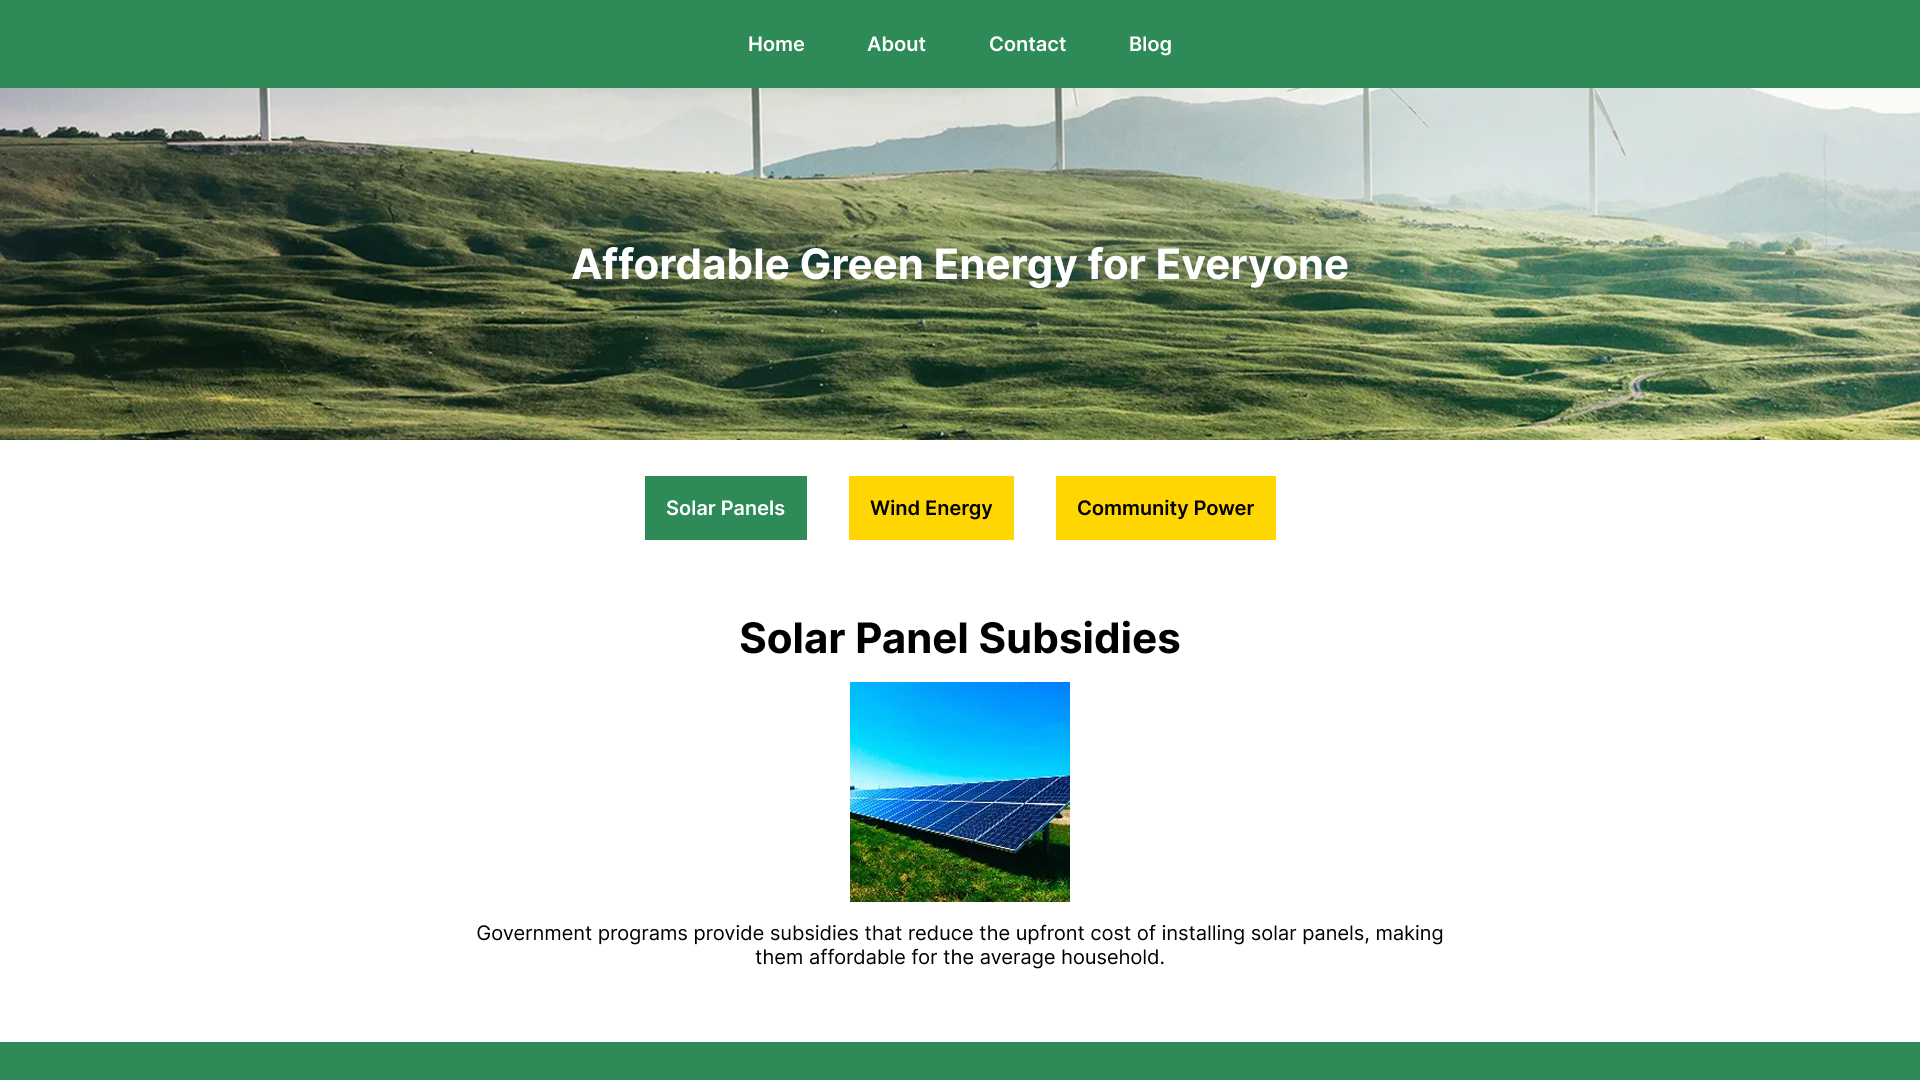 Home About Contact Blog
Affordable Green Energy for Everyone
Solar Panels Wind Energy Community Power
Solar Panel Subsidies
Government programs provide subsidies that reduce the upfront cost of installing solar panels, making
them affordable for the average household.